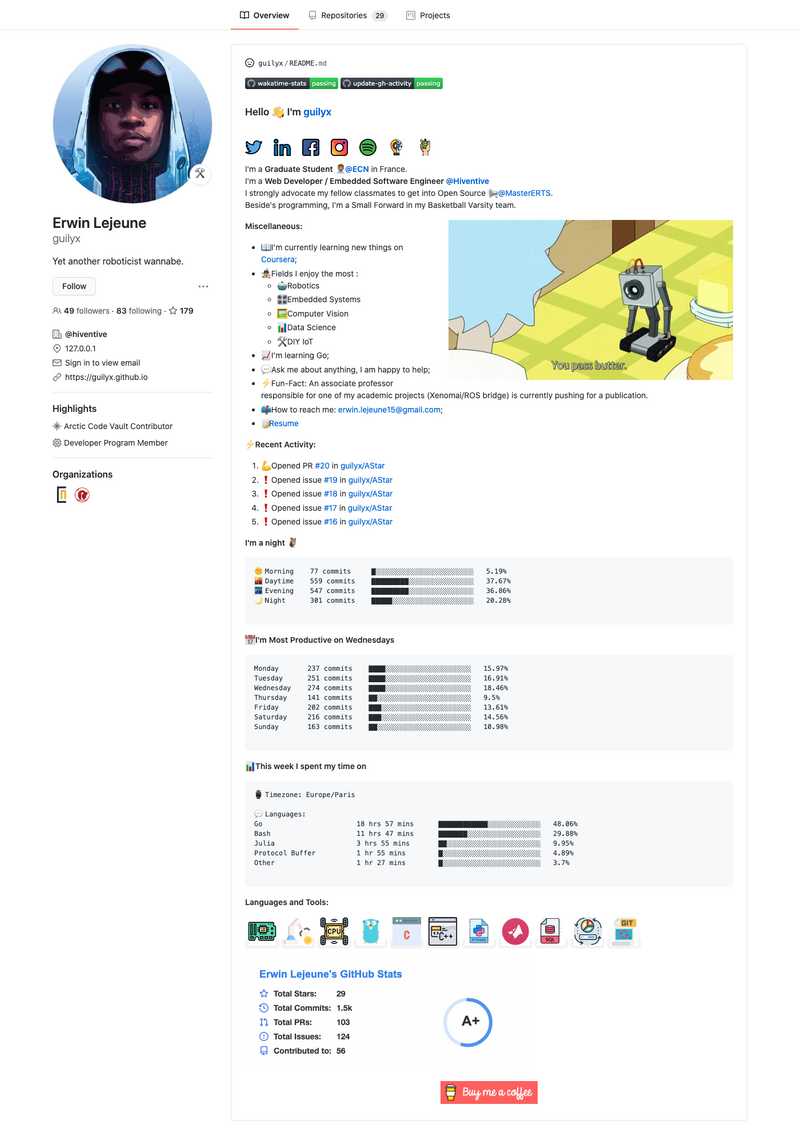 Overview Repositories 29 Projects
guilyx / README.md
wakatime-stats passing update-gh-activity passing
Hello 👋 I'm guilyx
I'm a Graduate Student @ECN in France.
I'm a Web Developer / Embedded Software Engineer @Hiventive
I strongly advocate my fellow classmates to get into Open Source @MasterERTS.
Beside's programming, I'm a Small Forward in my Basketball Varsity team.
Erwin Lejeune
guilyx
Yet another roboticist wannabe.
Follow
49 followers · 83 following · 179
@hiventive
127.0.0.1
Sign in to view email
https://guilyx.github.io
Highlights
Arctic Code Vault Contributor
Developer Program Member
Organizations
Miscellaneous:
I'm currently learning new things on
Coursera;
Fields I enjoy the most :
Robotics
Embedded Systems
Computer Vision
Data Science
DIY IoT
I'm learning Go;
Ask me about anything, I am happy to help;
Fun-Fact: An associate professor
responsible for one of my academic projects (Xenomai/ROS bridge) is currently pushing for a publication.
How to reach me: erwin.lejeune15@gmail.com;
Resume
You pass butter.
⚡Recent Activity:
1. 💪Opened PR #20 in guilyx/AStar
2. ❗Opened issue #19 in guilyx/AStar
3. ❗Opened issue #18 in guilyx/AStar
4. ❗Opened issue #17 in guilyx/AStar
5. ❗Opened issue #16 in guilyx/AStar
I'm a night 🦉
Morning 77 commits 5.19%
Daytime 559 commits 37.67%
Evening 547 commits 36.86%
Night 301 commits 20.28%
I'm Most Productive on Wednesdays
Monday 237 commits 15.97%
Tuesday 251 commits 16.91%
Wednesday 274 commits 18.46%
Thursday 141 commits 9.5%
Friday 202 commits 13.61%
Saturday 216 commits 14.56%
Sunday 163 commits 10.98%
This week I spent my time on
Timezone: Europe/Paris
Languages:
Go 18 hrs 57 mins 48.06%
Bash 11 hrs 47 mins 29.88%
Julia 3 hrs 55 mins 9.95%
Protocol Buffer 1 hr 55 mins 4.89%
Other 1 hr 27 mins 3.7%
Languages and Tools:
CPU C C++ SQL GIT
Erwin Lejeune's GitHub Stats
Total Stars: 29
Total Commits: 1.5k
Total PRs: 103
Total Issues: 124
Contributed to: 56
A+
Buy me a coffee